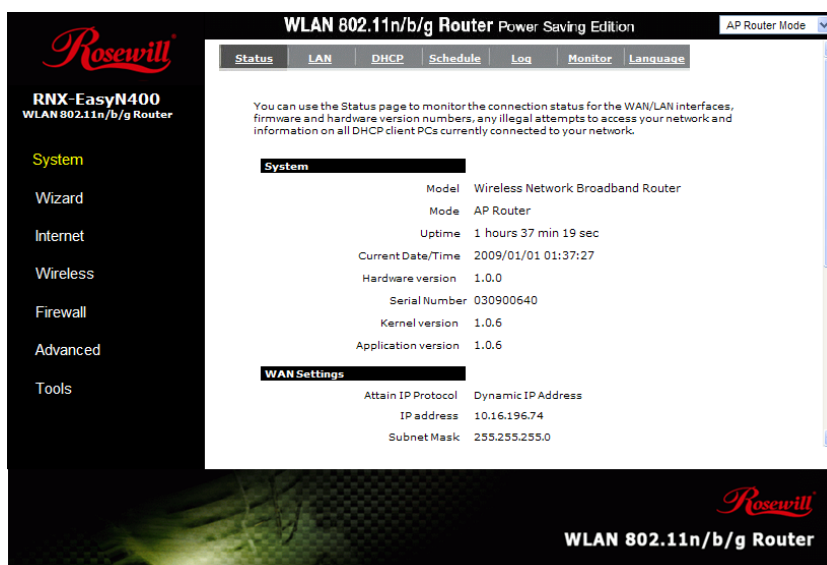 WLAN 802.11n/b/g Router Power Saving Edition
AP Router Mode
Rosewill
Status LAN DHCP Schedule Log Monitor Language
RNX-EasyN400
WLAN 802.11n/b/g Router
You can use the Status page to monitor the connection status for the WAN/LAN interfaces,
firmware and hardware version numbers, any illegal attempts to access your network and
information on all DHCP client PCs currently connected to your network.
System
Wizard
Internet
Wireless
Firewall
Advanced
Tools
System
Model Wireless Network Broadband Router
Mode AP Router
Uptime 1 hours 37 min 19 sec
Current Date/Time 2009/01/01 01:37:27
Hardware version 1.0.0
Serial Number 030900640
Kernel version 1.0.6
Application version 1.0.6
WAN Settings
Attain IP Protocol Dynamic IP Address
IP address 10.16.196.74
Subnet Mask 255.255.255.0
Rosewill
WLAN 802.11n/b/g Router